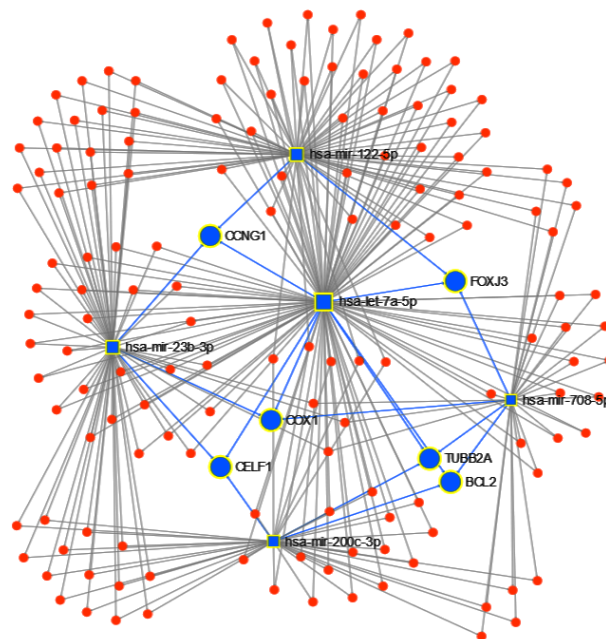 hsa-mir-122-5p
CCNG1
FOXJ3
hsa-let-7a-5p
hsa-mir-23b-3p
hsa-mir-708-5p
COX1
TUBB2A
CELF1
BCL2
hsa-mir-200c-3p